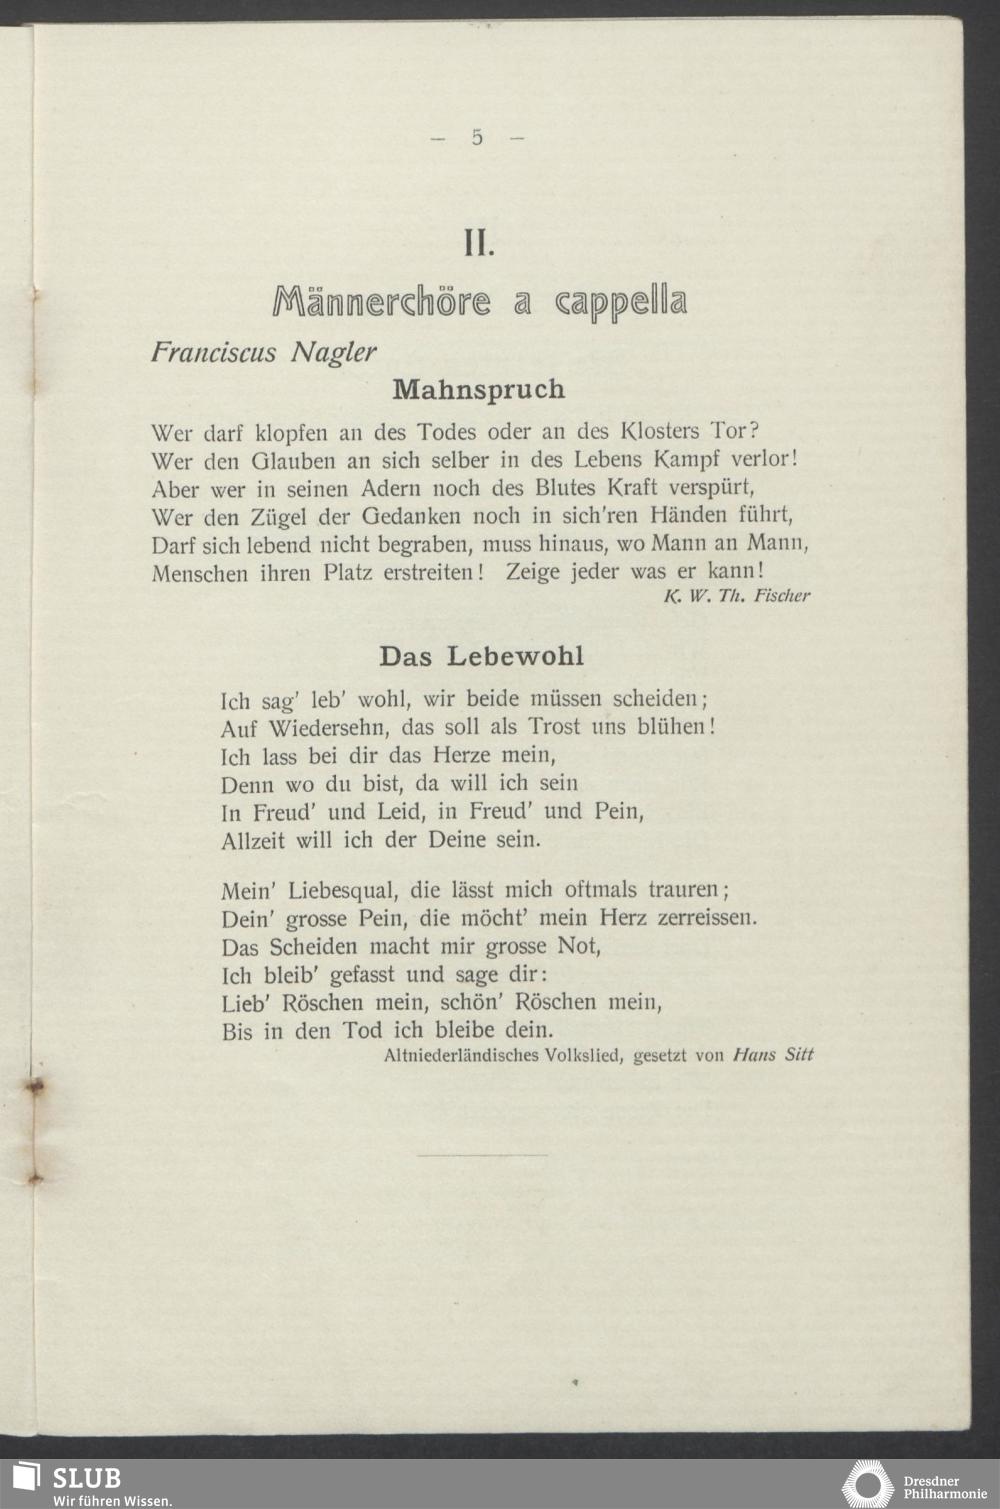 – 5 –
II.
Männerchöre a cappella
Franciscus Nagler
Mahnspruch
Wer darf klopfen an des Todes oder an des Klosters Tor?
Wer den Glauben an sich selber in des Lebens Kampf verlor!
Aber wer in seinen Adern noch des Blutes Kraft verspürt,
Wer den Zügel der Gedanken noch in sich'ren Händen führt,
Darf sich lebend nicht begraben, muss hinaus, wo Mann an Mann,
Menschen ihren Platz erstreiten! Zeige jeder was er kann!
K. W. Th. Fischer
Das Lebewohl
Ich sag' leb' wohl, wir beide müssen scheiden;
Auf Wiedersehn, das soll als Trost uns blühen!
Ich lass bei dir das Herze mein,
Denn wo du bist, da will ich sein
In Freud' und Leid, in Freud' und Pein,
Allzeit will ich der Deine sein.
Mein' Liebesqual, die lässt mich oftmals trauren;
Dein' grosse Pein, die möcht' mein Herz zerreissen.
Das Scheiden macht mir grosse Not,
Ich bleib' gefasst und sage dir:
Lieb' Röschen mein, schön' Röschen mein,
Bis in den Tod ich bleibe dein.
Altniederländisches Volkslied, gesetzt von Hans Sitt
SLUB
Wir führen Wissen.
Dresdner
Philharmonie